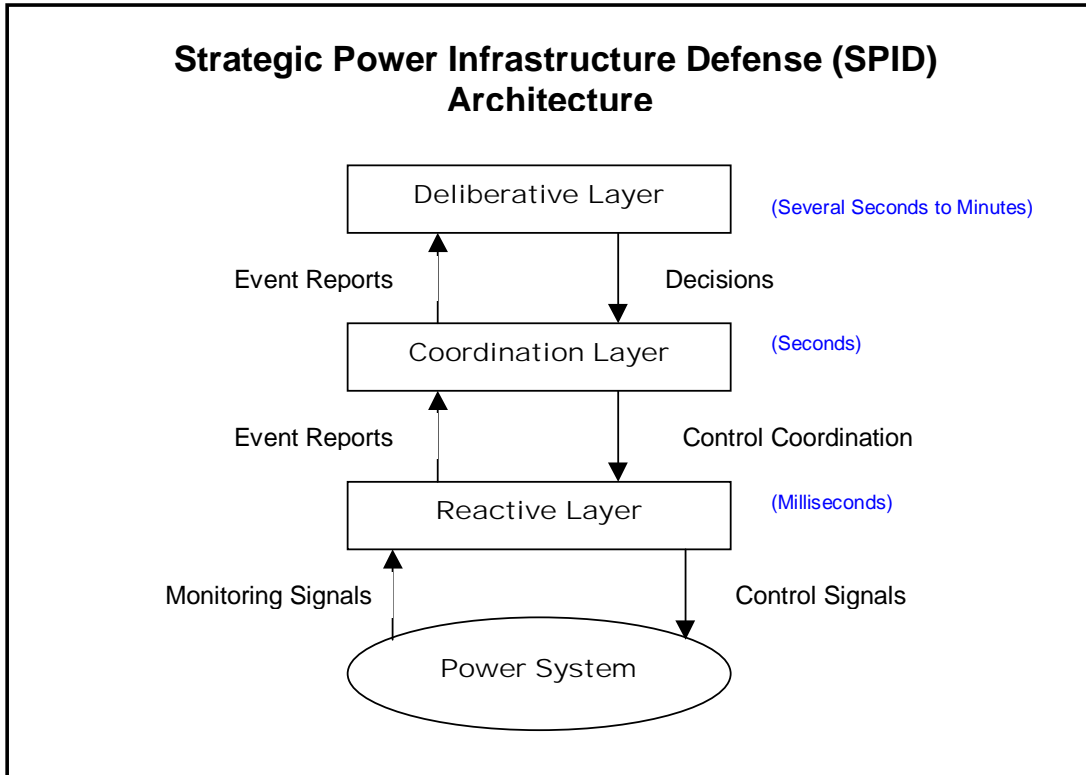 Strategic Power Infrastructure Defense (SPID)
Architecture
Deliberative Layer
(Several Seconds to Minutes)
Event Reports
Decisions
Coordination Layer
(Seconds)
Event Reports
Control Coordination
Reactive Layer
(Milliseconds)
Monitoring Signals
Control Signals
Power System